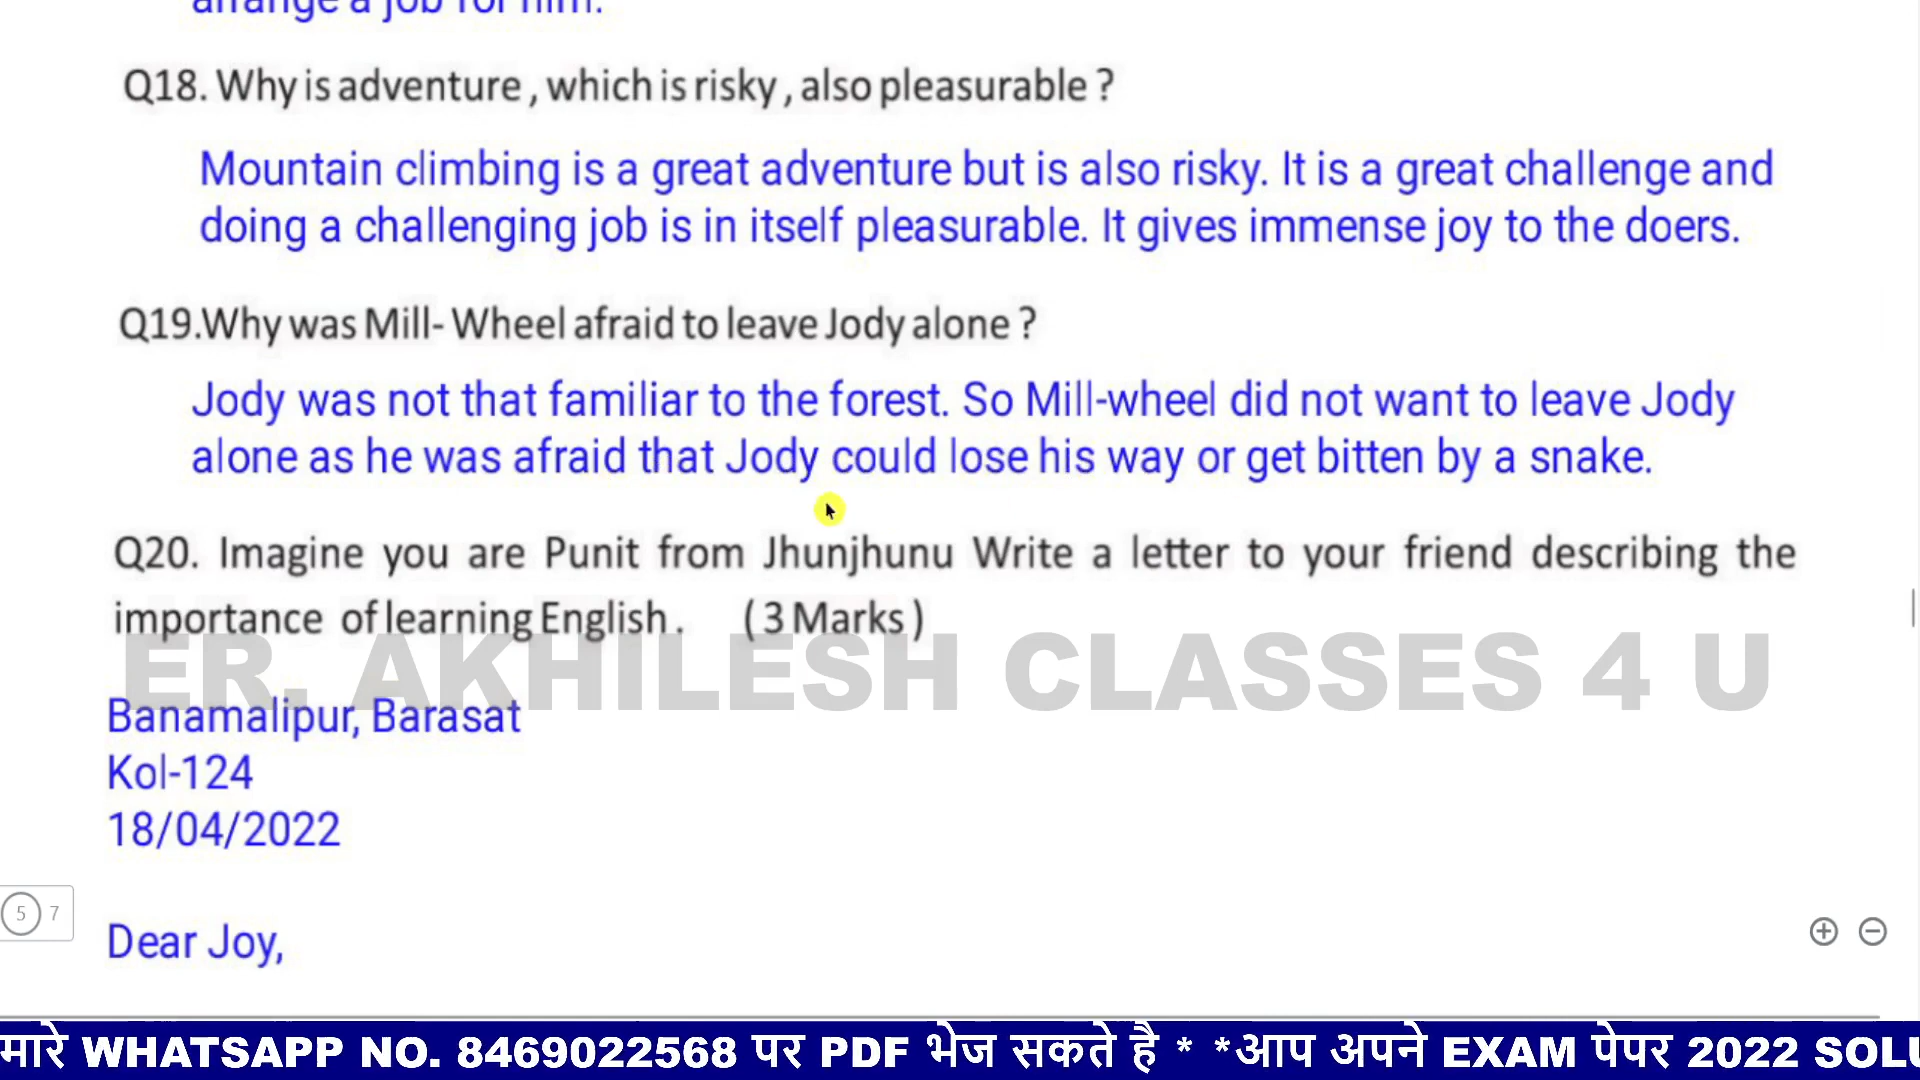 arrange a job for him.
Q18. Why is adventure , which is risky , also pleasurable ?
Mountain climbing is a great adventure but is also risky. It is a great challenge and
doing a challenging job is in itself pleasurable. It gives immense joy to the doers.
Q19.Why was Mill- Wheel afraid to leave Jody alone ?
Jody was not that familiar to the forest. So Mill-wheel did not want to leave Jody
alone as he was afraid that Jody could lose his way or get bitten by a snake.
Q20. Imagine you are Punit from Jhunjhunu Write a letter to your friend describing the
importance of learning English . ( 3 Marks )
ER. AKHILESH CLASSES 4 U
Banamalipur, Barasat
Kol-124
18/04/2022
5 7
Dear Joy,
मारे WHATSAPP NO. 8469022568 पर PDF भेज सकते है * *आप अपने EXAM पेपर 2022 SOLU